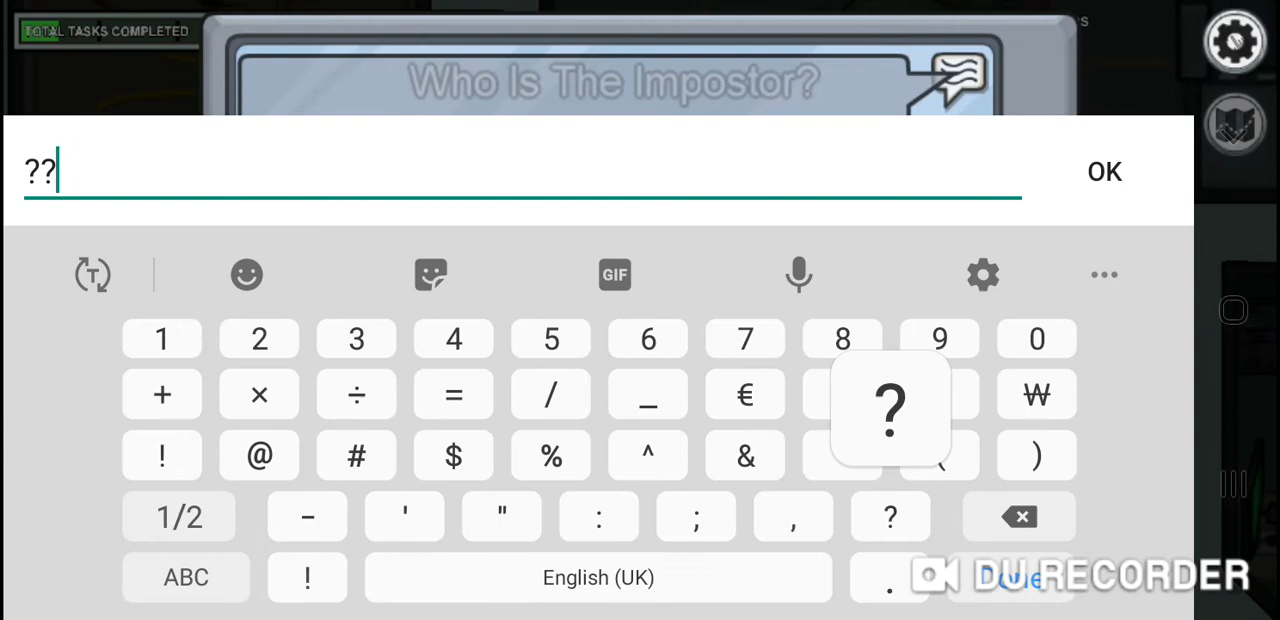 TOTAL TASKS COMPLETED
Who Is The Impostor?
??
OK
T
GIF
1 2 3 4 5 6 7 8 9 0
+ × ÷ = / _ € ₩
! @ # $ % ^ & ( )
?
1/2 - ' " : ; , ?
ABC ! English (UK) . Done
DU RECORDER